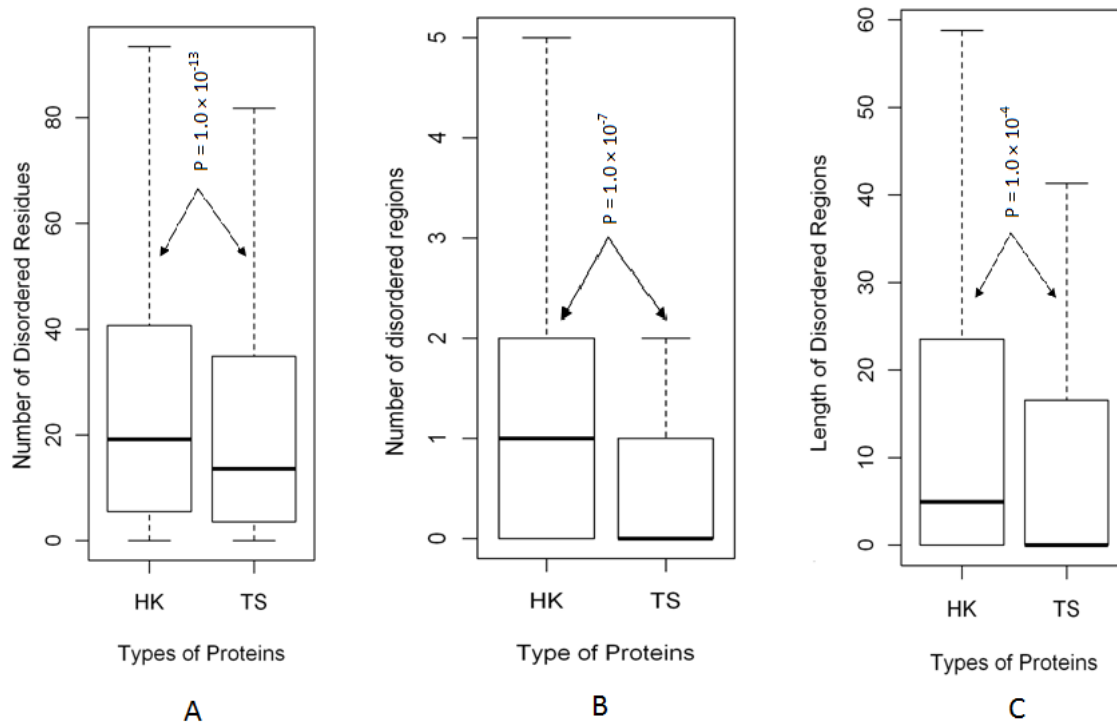 Number of Disordered Residues
80
60
40
20
0
P = 1.0 × 10⁻¹³
HK TS
Types of Proteins
A
Number of disordered regions
5
4
3
2
1
0
P = 1.0 × 10⁻⁷
HK TS
Type of Proteins
B
Length of Disordered Regions
60
50
40
30
20
10
0
P = 1.0 × 10⁻⁴
HK TS
Types of Proteins
C